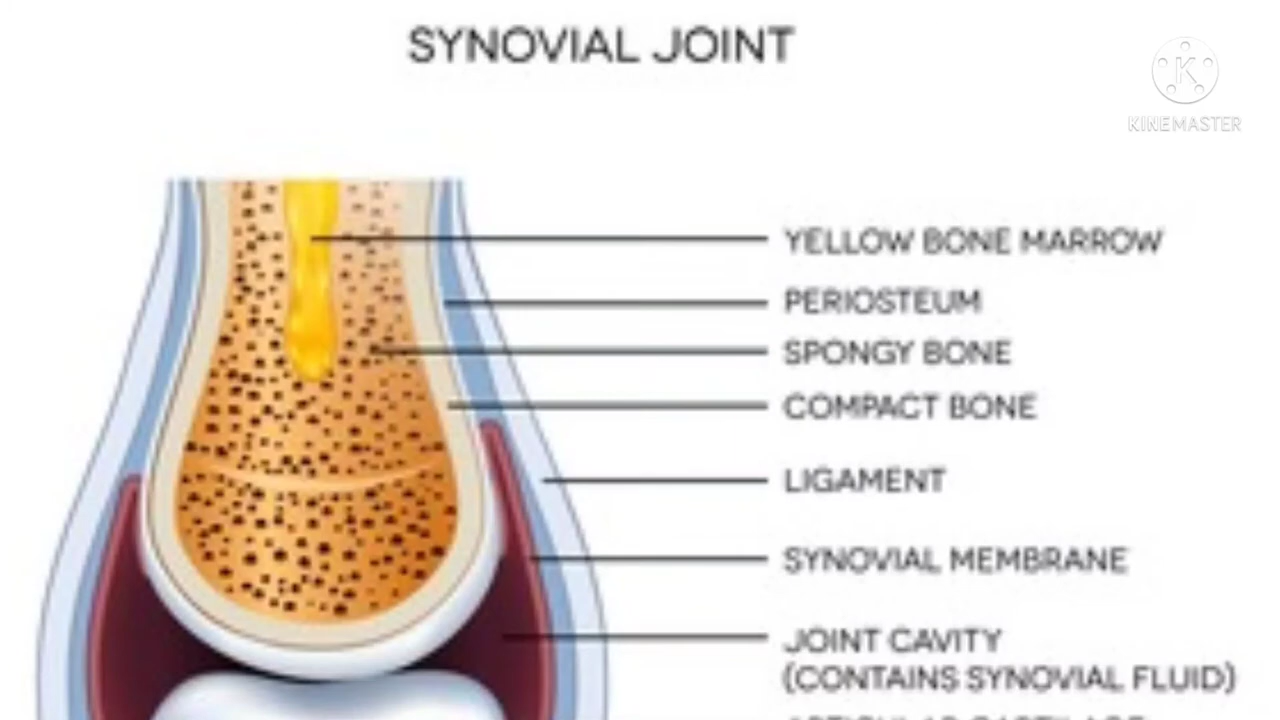 SYNOVIAL JOINT
K
KINEMASTER
YELLOW BONE MARROW
PERIOSTEUM
SPONGY BONE
COMPACT BONE
LIGAMENT
SYNOVIAL MEMBRANE
JOINT CAVITY
(CONTAINS SYNOVIAL FLUID)